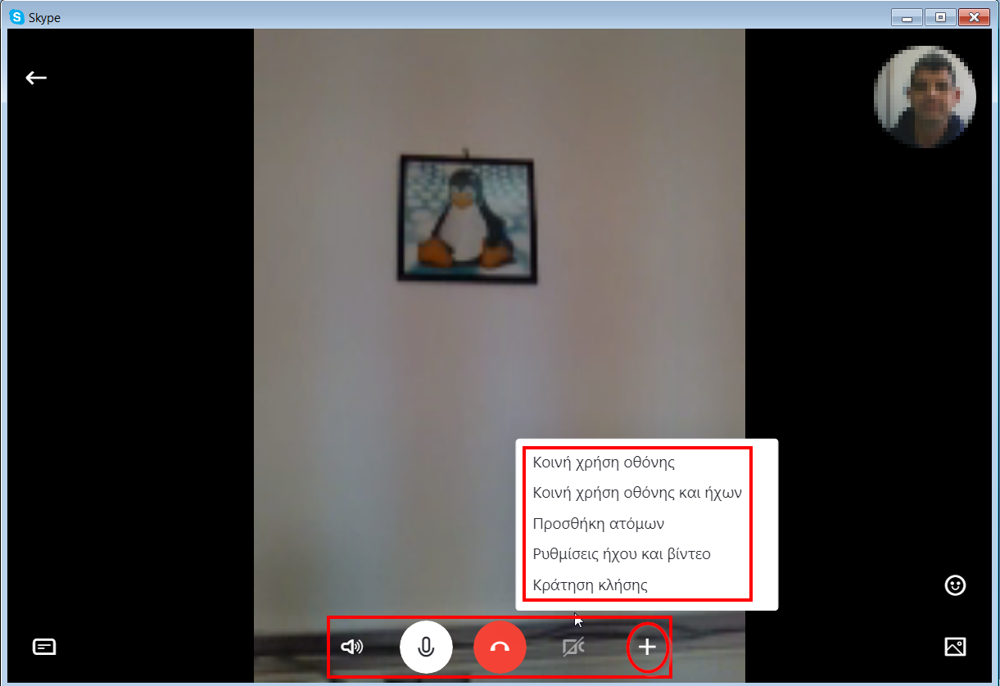 Skype
Κοινή χρήση οθόνης
Κοινή χρήση οθόνης και ήχων
Προσθήκη ατόμων
Ρυθμίσεις ήχου και βίντεο
Κράτηση κλήσης